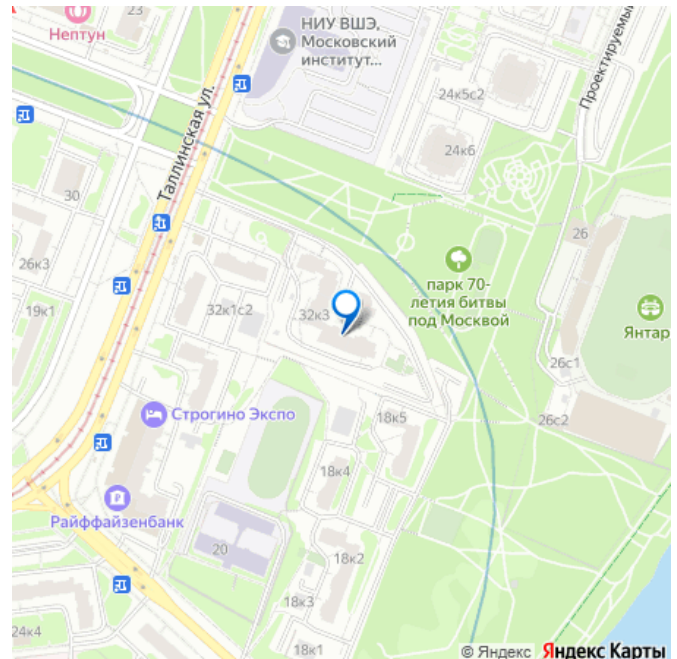 Нептун
23
НИУ ВШЭ,
Московский
институт...
24к5с2
Проектируемый
24к6
Таллинская ул.
30
26
26к3
19к1
парк 70-
летия битвы
под Москвой
32к1с2
32к3
Янтар
26с1
26с2
Строгино Экспо
18к5
18к4
Райффайзенбанк
20
18к2
18к3
24к4
18к1
© Яндекс Яндекс Карты